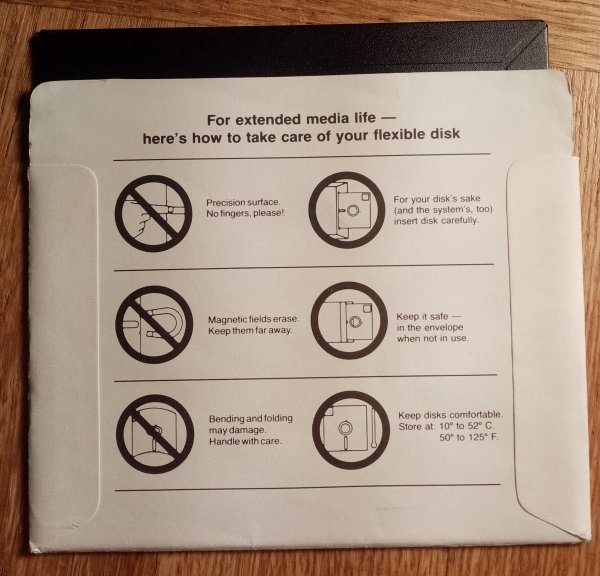 For extended media life —
here's how to take care of your flexible disk
Precision surface.
No fingers, please!
For your disk's sake
(and the system's, too)
insert disk carefully.
Magnetic fields erase.
Keep them far away.
Keep it safe —
in the envelope
when not in use.
Bending and folding
may damage.
Handle with care.
Keep disks comfortable.
Store at: 10° to 52° C.
50° to 125° F.